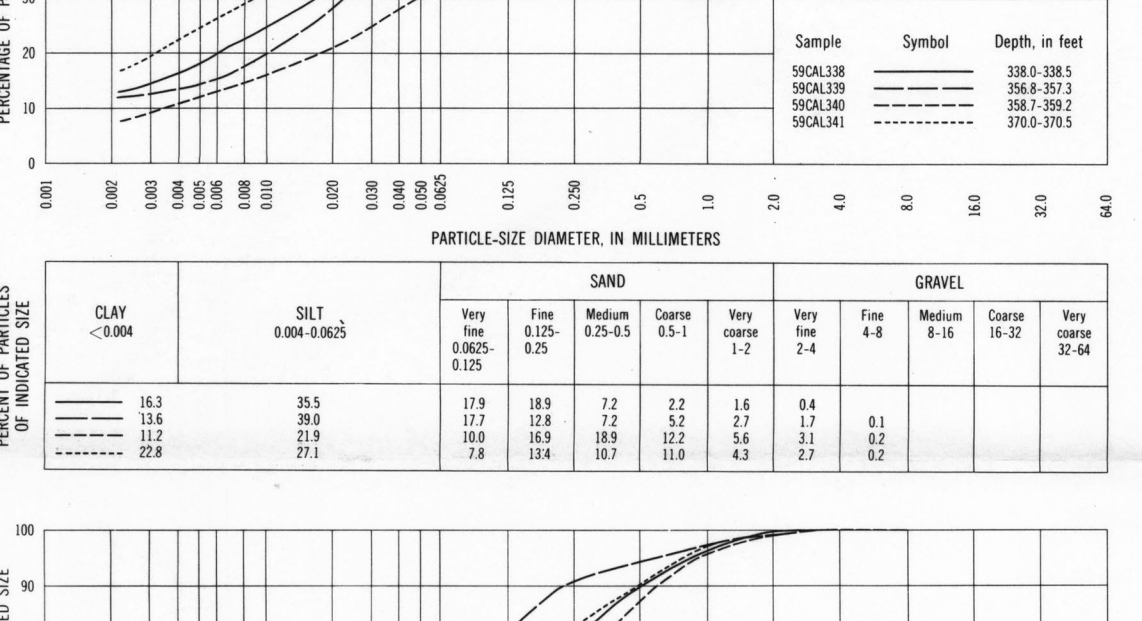 PERCENTAGE OF
20
10
0
Sample Symbol Depth, in feet
59CAL338 338.0-338.5
59CAL339 356.8-357.3
59CAL340 358.7-359.2
59CAL341 370.0-370.5
0.001 0.002 0.003 0.004 0.005 0.006 0.008 0.010 0.020 0.030 0.040 0.050 0.0625 0.125 0.250 0.5 1.0 2.0 4.0 8.0 16.0 32.0 64.0
PARTICLE-SIZE DIAMETER, IN MILLIMETERS
PERCENT OF PARTICLES
OF INDICATED SIZE
SAND GRAVEL
CLAY SILT Very Fine Medium Coarse Very Very Fine Medium Coarse Very
<0.004 0.004-0.0625 fine 0.125- 0.25-0.5 0.5-1 coarse fine 4-8 8-16 16-32 coarse
0.0625- 0.25 1-2 2-4 32-64
0.125
16.3 35.5 17.9 18.9 7.2 2.2 1.6 0.4
13.6 39.0 17.7 12.8 7.2 5.2 2.7 1.7 0.1
11.2 21.9 10.0 16.9 18.9 12.2 5.6 3.1 0.2
22.8 27.1 7.8 13.4 10.7 11.0 4.3 2.7 0.2
100
90
SIZE